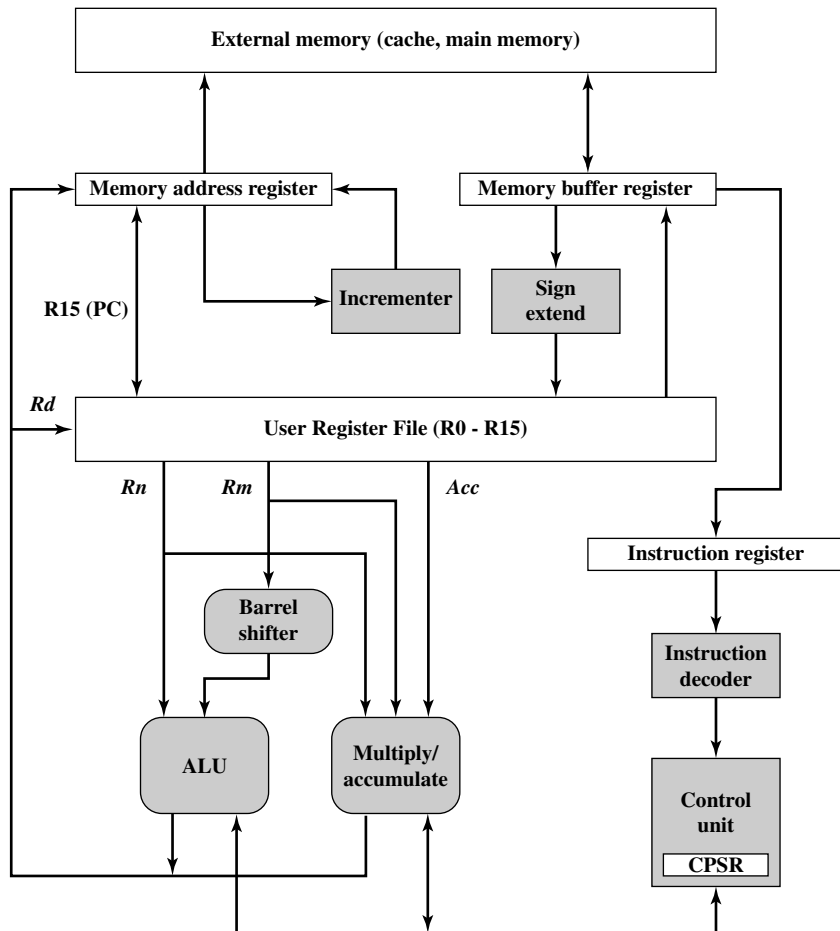 External memory (cache, main memory)
Memory address register
Memory buffer register
R15 (PC)
Incrementer
Sign
extend
Rd
User Register File (R0 - R15)
Rn
Rm
Acc
Instruction register
Barrel
shifter
Instruction
decoder
ALU
Multiply/
accumulate
Control
unit
CPSR